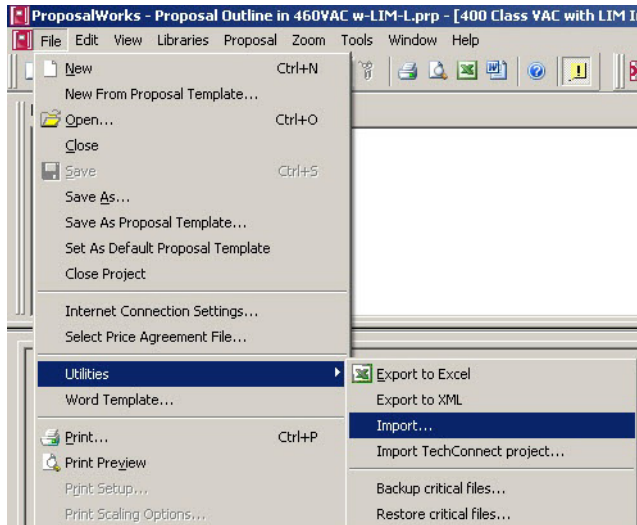 ProposalWorks - Proposal Outline in 460VAC w-LIM-L.prp - [400 Class VAC with LIM I
File Edit View Libraries Proposal Zoom Tools Window Help
New Ctrl+N
New From Proposal Template...
Open... Ctrl+O
Close
Save Ctrl+S
Save As...
Save As Proposal Template...
Set As Default Proposal Template
Close Project
Internet Connection Settings...
Select Price Agreement File...
Utilities
Export to Excel
Word Template...
Export to XML
Import...
Print... Ctrl+P
Import TechConnect project...
Print Preview
Print Setup...
Backup critical files...
Print Scaling Options...
Restore critical files...